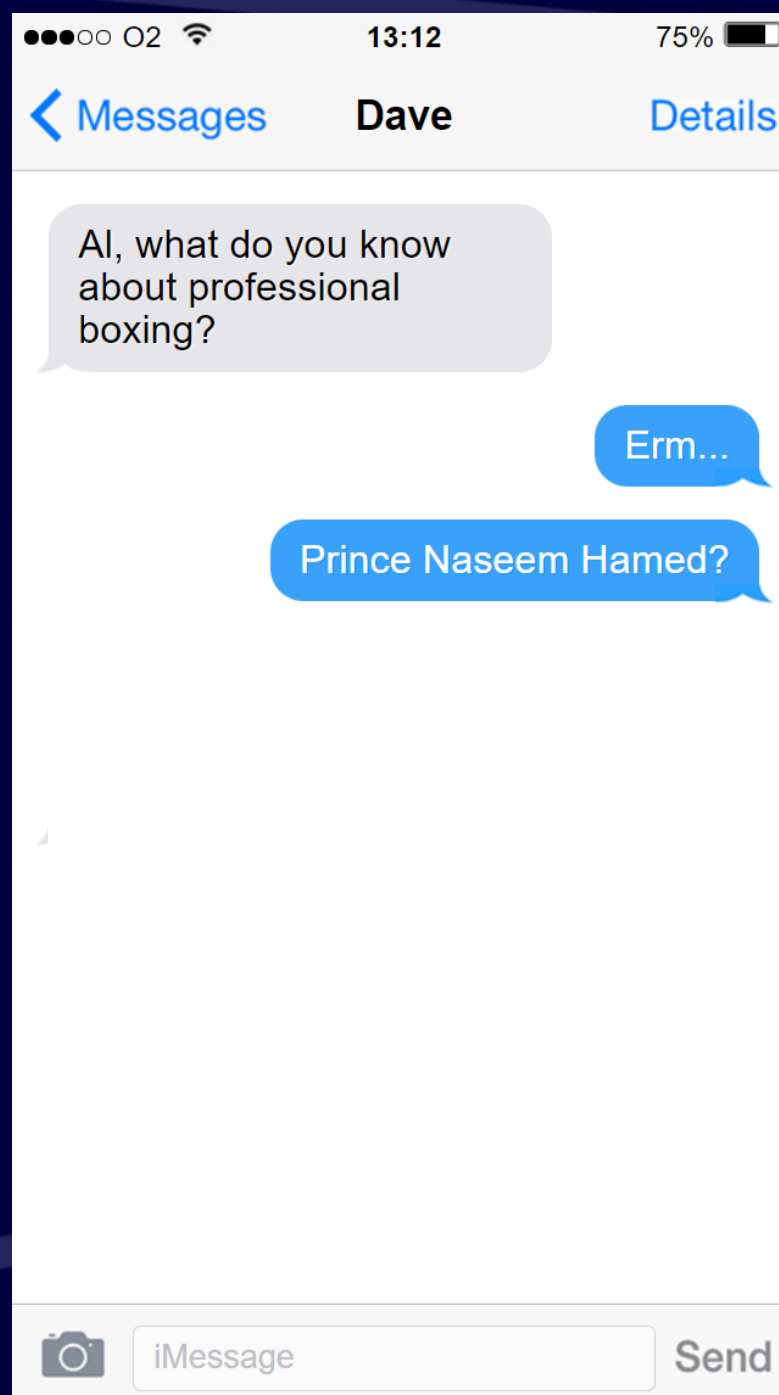 O2 13:12 75%
Messages Dave Details
Al, what do you know
about professional
boxing?
Erm...
Prince Naseem Hamed?
iMessage Send